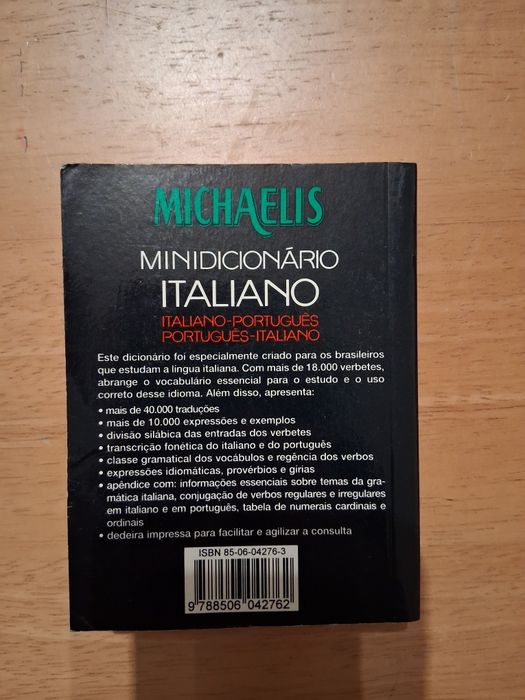 MICHAELIS
MINIDICIONÁRIO
ITALIANO
ITALIANO-PORTUGUÊS
PORTUGUÊS-ITALIANO
Este dicionário foi especialmente criado para os brasileiros
que estudam a língua italiana. Com mais de 18.000 verbetes,
abrange o vocabulário essencial para o estudo e o uso
correto desse idioma. Além disso, apresenta:
• mais de 40.000 traduções
• mais de 10.000 expressões e exemplos
• divisão silábica das entradas dos verbetes
• transcrição fonética do italiano e do português
• classe gramatical dos vocábulos e regência dos verbos
• expressões idiomáticas, provérbios e gírias
• apêndice com: informações essenciais sobre temas da gra-
mática italiana, conjugação de verbos regulares e irregulares
em italiano e em português, tabela de numerais cardinais e
ordinais
• dedeira impressa para facilitar e agilizar a consulta
ISBN 85-06-04276-3
9 788506 042762